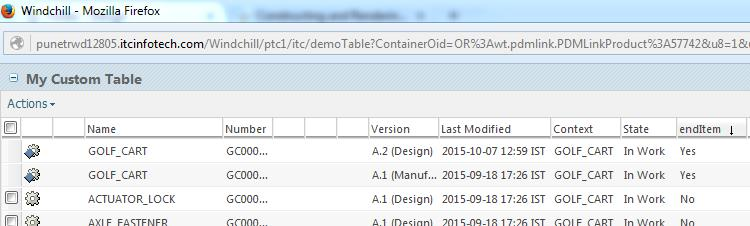 Windchill - Mozilla Firefox
punetrwd12805.itcinfotech.com/Windchill/ptc1/itc/demoTable?ContainerOid=OR%3Awt.pdmlink.PDMLinkProduct%3A57742&u8=1&
My Custom Table
Actions
Name Number Version Last Modified Context State endItem
GOLF_CART GC000... A.2 (Design) 2015-10-07 12:59 IST GOLF_CART In Work Yes
GOLF_CART GC000... A.1 (Manuf... 2015-09-18 17:26 IST GOLF_CART In Work Yes
ACTUATOR_LOCK GC000... A.1 (Design) 2015-09-18 17:26 IST GOLF_CART In Work No
AXLE_FASTENER GC000... A.1 (Design) 2015-09-18 17:26 IST GOLF_CART In Work No